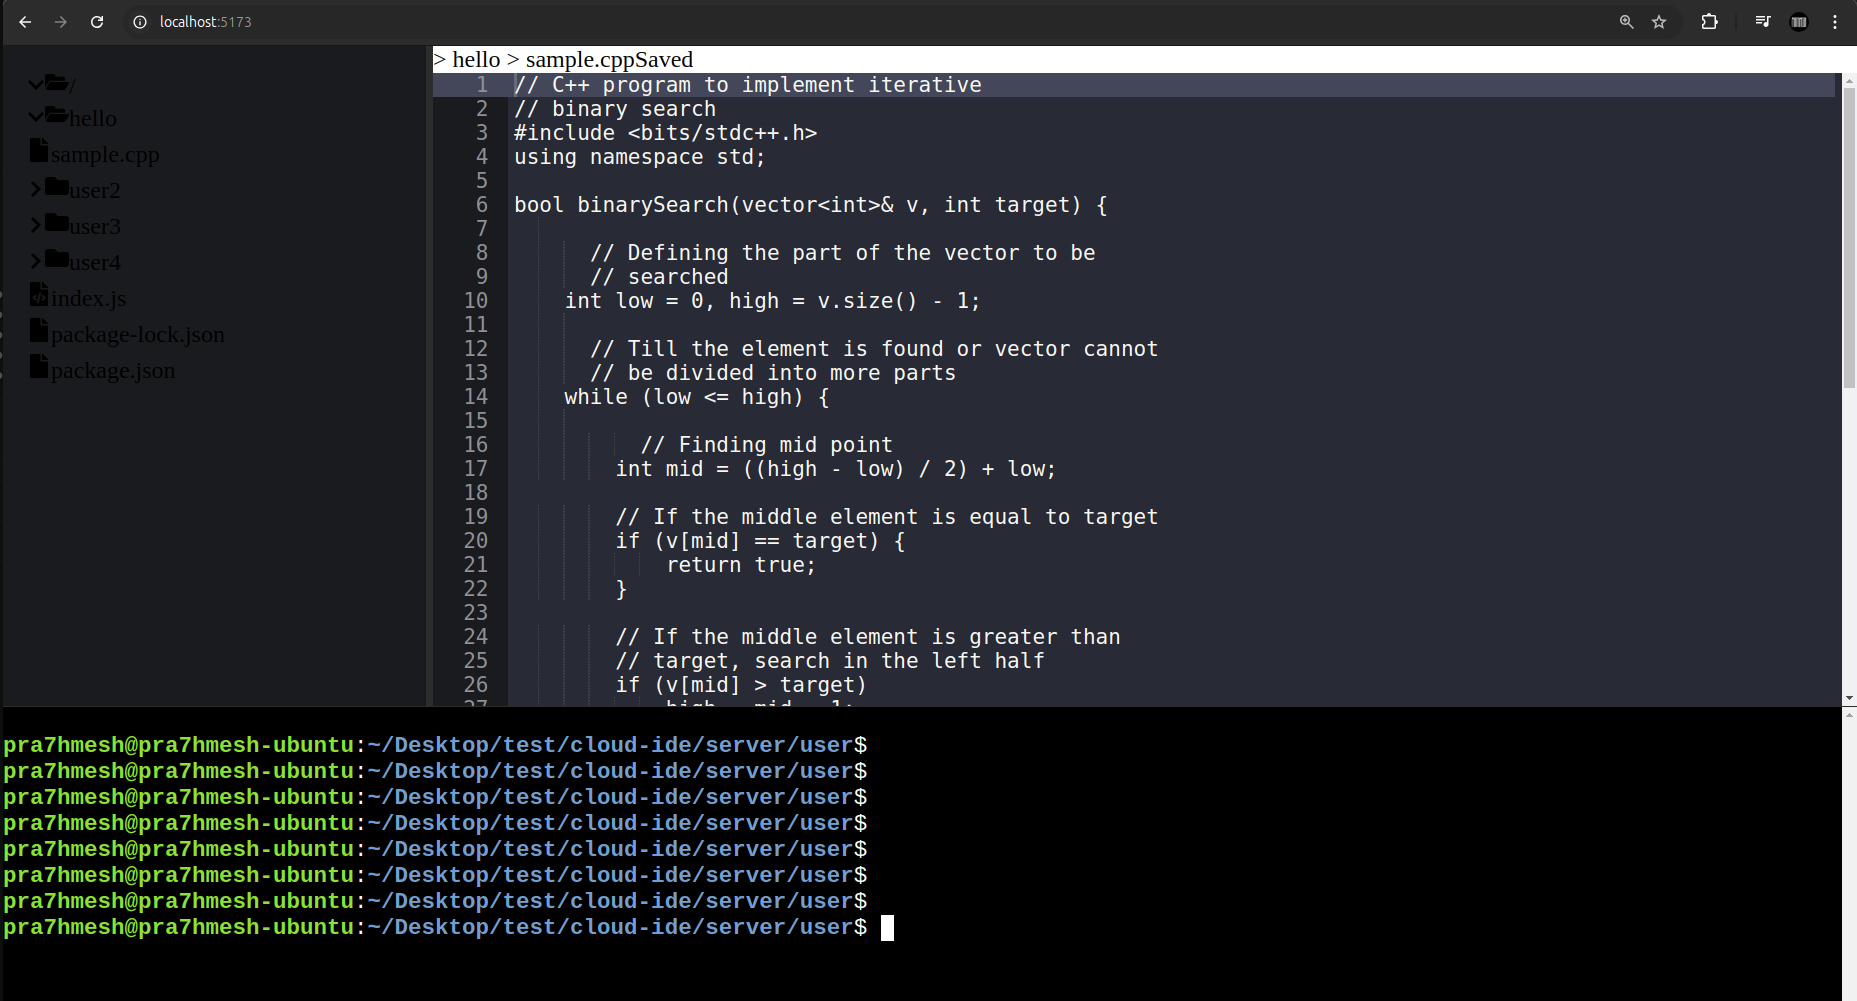 localhost:5173
/
hello
sample.cpp
user2
user3
user4
index.js
package-lock.json
package.json
> hello > sample.cppSaved
1 // C++ program to implement iterative
2 // binary search
3 #include <bits/stdc++.h>
4 using namespace std;
5
6 bool binarySearch(vector<int>& v, int target) {
7
8 // Defining the part of the vector to be
9 // searched
10 int low = 0, high = v.size() - 1;
11
12 // Till the element is found or vector cannot
13 // be divided into more parts
14 while (low <= high) {
15
16 // Finding mid point
17 int mid = ((high - low) / 2) + low;
18
19 // If the middle element is equal to target
20 if (v[mid] == target) {
21 return true;
22 }
23
24 // If the middle element is greater than
25 // target, search in the left half
26 if (v[mid] > target)
27 high = mid - 1;
pra7hmesh@pra7hmesh-ubuntu:~/Desktop/test/cloud-ide/server/user$
pra7hmesh@pra7hmesh-ubuntu:~/Desktop/test/cloud-ide/server/user$
pra7hmesh@pra7hmesh-ubuntu:~/Desktop/test/cloud-ide/server/user$
pra7hmesh@pra7hmesh-ubuntu:~/Desktop/test/cloud-ide/server/user$
pra7hmesh@pra7hmesh-ubuntu:~/Desktop/test/cloud-ide/server/user$
pra7hmesh@pra7hmesh-ubuntu:~/Desktop/test/cloud-ide/server/user$
pra7hmesh@pra7hmesh-ubuntu:~/Desktop/test/cloud-ide/server/user$
pra7hmesh@pra7hmesh-ubuntu:~/Desktop/test/cloud-ide/server/user$